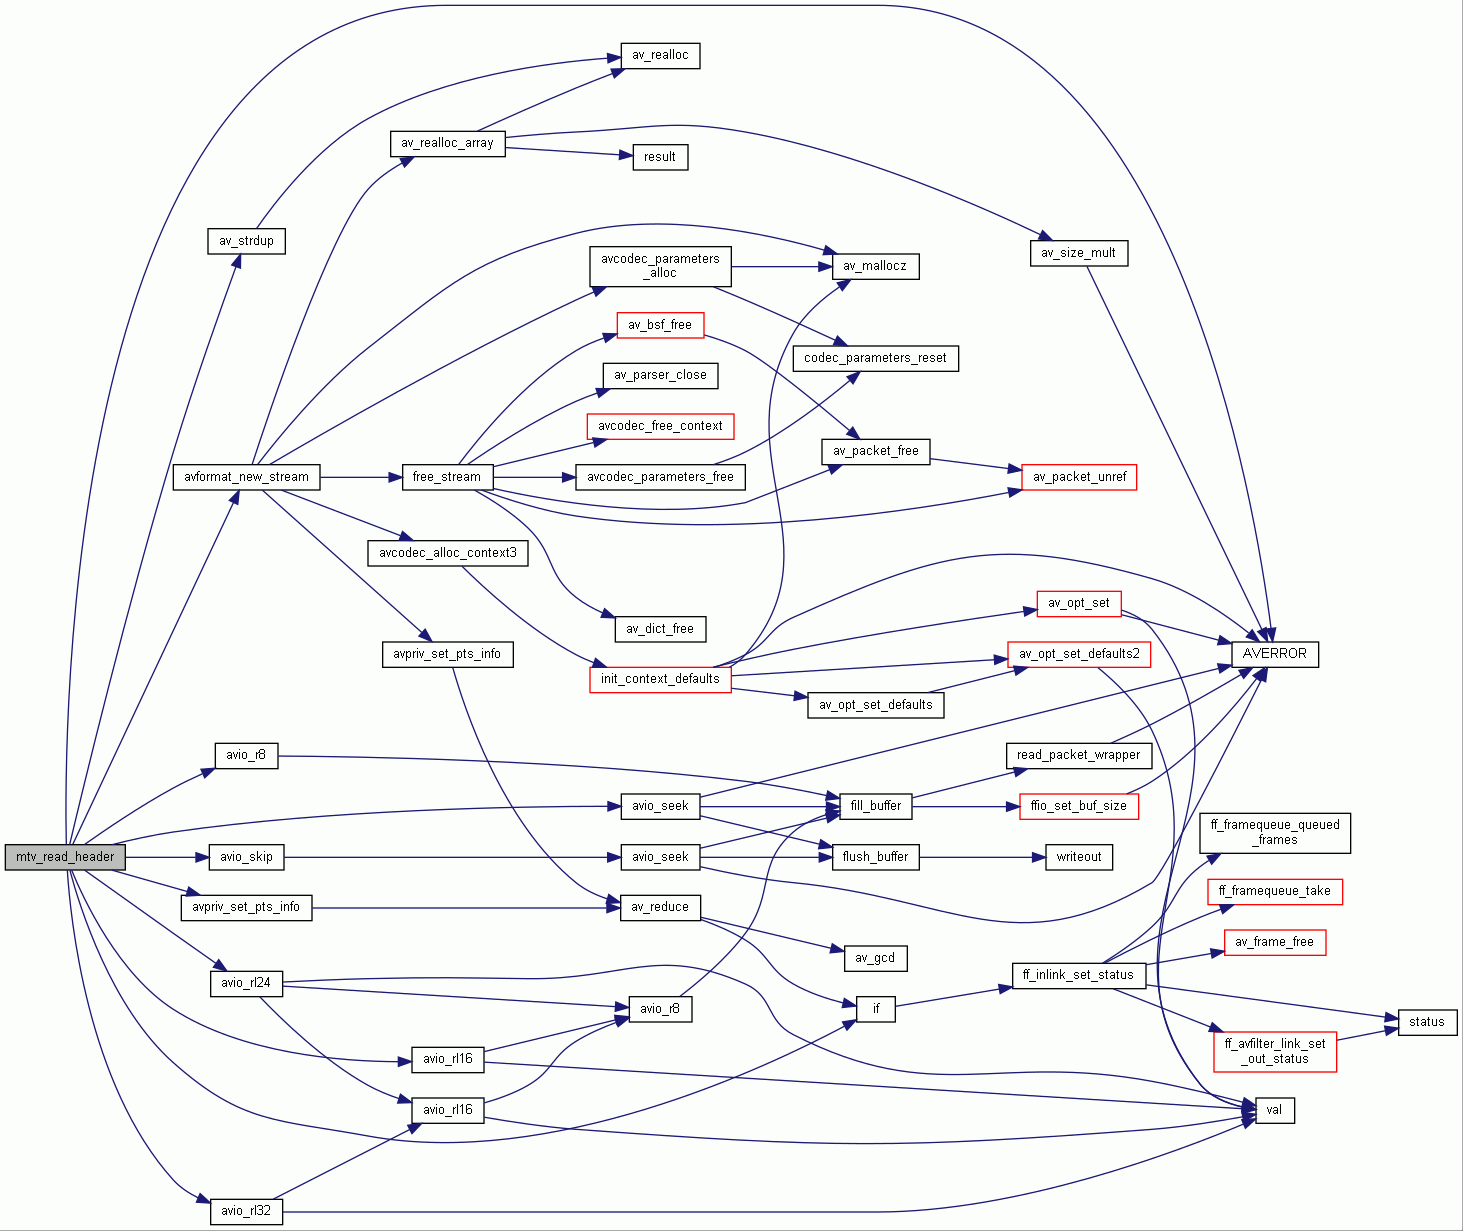 av_realloc
av_realloc_array
result
av_strdup
av_size_mult
avcodec_parameters
_alloc
av_mallocz
av_bsf_free
codec_parameters_reset
av_parser_close
avcodec_free_context
av_packet_free
avformat_new_stream
free_stream
avcodec_parameters_free
av_packet_unref
avcodec_alloc_context3
av_opt_set
av_dict_free
avpriv_set_pts_info
av_opt_set_defaults2
AVERROR
init_context_defaults
av_opt_set_defaults
avio_r8
read_packet_wrapper
avio_seek
fill_buffer
ffio_set_buf_size
ff_framequeue_queued
_frames
mtv_read_header
avio_skip
avio_seek
flush_buffer
writeout
ff_framequeue_take
avpriv_set_pts_info
av_reduce
av_frame_free
av_gcd
avio_rl24
ff_inlink_set_status
avio_r8
if
status
ff_avfilter_link_set
_out_status
avio_rl16
avio_rl16
val
avio_rl32